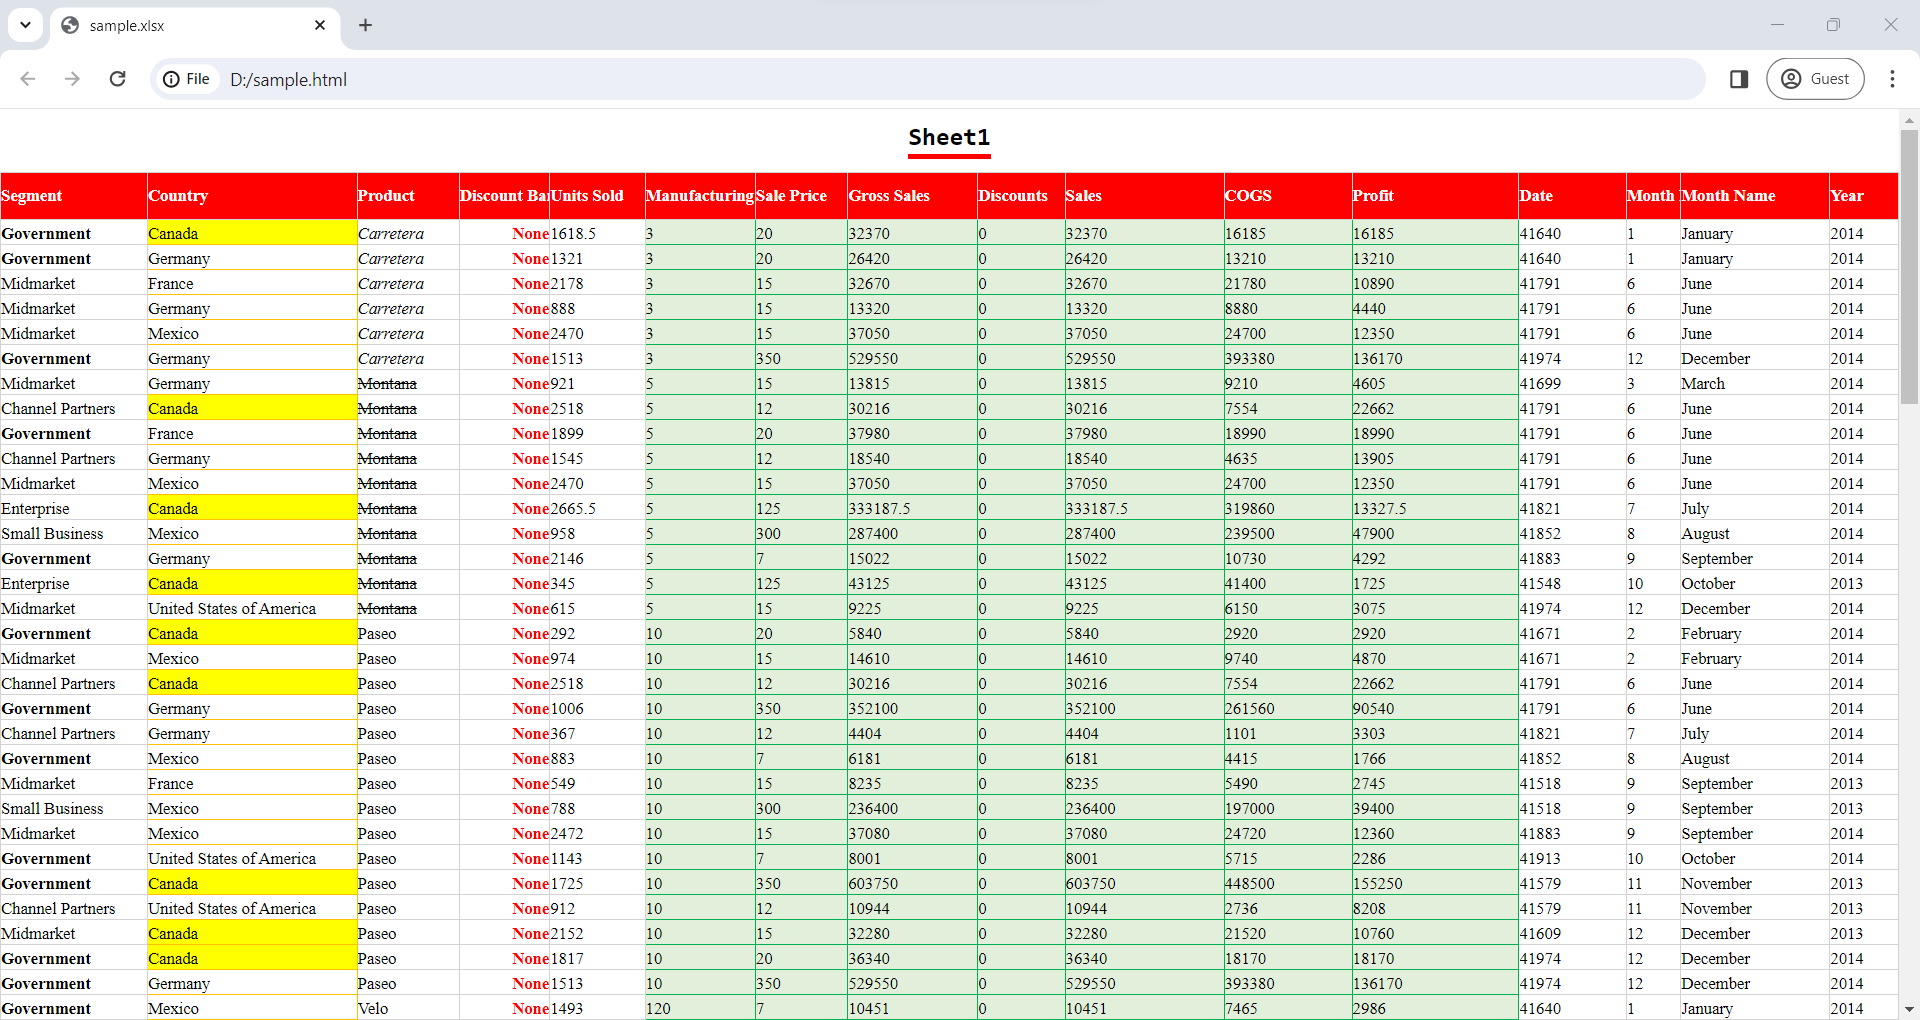 sample.xlsx
File D:/sample.html Guest
Sheet1
Segment Country Product Discount Ba Units Sold Manufacturing Sale Price Gross Sales Discounts Sales COGS Profit Date Month Month Name Year
Government Canada Carretera None 1618.5 3 20 32370 0 32370 16185 16185 41640 1 January 2014
Government Germany Carretera None 1321 3 20 26420 0 26420 13210 13210 41640 1 January 2014
Midmarket France Carretera None 2178 3 15 32670 0 32670 21780 10890 41791 6 June 2014
Midmarket Germany Carretera None 888 3 15 13320 0 13320 8880 4440 41791 6 June 2014
Midmarket Mexico Carretera None 2470 3 15 37050 0 37050 24700 12350 41791 6 June 2014
Government Germany Carretera None 1513 3 350 529550 0 529550 393380 136170 41974 12 December 2014
Midmarket Germany Montana None 921 5 15 13815 0 13815 9210 4605 41699 3 March 2014
Channel Partners Canada Montana None 2518 5 12 30216 0 30216 7554 22662 41791 6 June 2014
Government France Montana None 1899 5 20 37980 0 37980 18990 18990 41791 6 June 2014
Channel Partners Germany Montana None 1545 5 12 18540 0 18540 4635 13905 41791 6 June 2014
Midmarket Mexico Montana None 2470 5 15 37050 0 37050 24700 12350 41791 6 June 2014
Enterprise Canada Montana None 2665.5 5 125 333187.5 0 333187.5 319860 13327.5 41821 7 July 2014
Small Business Mexico Montana None 958 5 300 287400 0 287400 239500 47900 41852 8 August 2014
Government Germany Montana None 2146 5 7 15022 0 15022 10730 4292 41883 9 September 2014
Enterprise Canada Montana None 345 5 125 43125 0 43125 41400 1725 41548 10 October 2013
Midmarket United States of America Montana None 615 5 15 9225 0 9225 6150 3075 41974 12 December 2014
Government Canada Paseo None 292 10 20 5840 0 5840 2920 2920 41671 2 February 2014
Midmarket Mexico Paseo None 974 10 15 14610 0 14610 9740 4870 41671 2 February 2014
Channel Partners Canada Paseo None 2518 10 12 30216 0 30216 7554 22662 41791 6 June 2014
Government Germany Paseo None 1006 10 350 352100 0 352100 261560 90540 41791 6 June 2014
Channel Partners Germany Paseo None 367 10 12 4404 0 4404 1101 3303 41821 7 July 2014
Government Mexico Paseo None 883 10 7 6181 0 6181 4415 1766 41852 8 August 2014
Midmarket France Paseo None 549 10 15 8235 0 8235 5490 2745 41518 9 September 2013
Small Business Mexico Paseo None 788 10 300 236400 0 236400 197000 39400 41518 9 September 2013
Midmarket Mexico Paseo None 2472 10 15 37080 0 37080 24720 12360 41883 9 September 2014
Government United States of America Paseo None 1143 10 7 8001 0 8001 5715 2286 41913 10 October 2014
Government Canada Paseo None 1725 10 350 603750 0 603750 448500 155250 41579 11 November 2013
Channel Partners United States of America Paseo None 912 10 12 10944 0 10944 2736 8208 41579 11 November 2013
Midmarket Canada Paseo None 2152 10 15 32280 0 32280 21520 10760 41609 12 December 2013
Government Canada Paseo None 1817 10 20 36340 0 36340 18170 18170 41974 12 December 2014
Government Germany Paseo None 1513 10 350 529550 0 529550 393380 136170 41974 12 December 2014
Government Mexico Velo None 1493 120 7 10451 0 10451 7465 2986 41640 1 January 2014